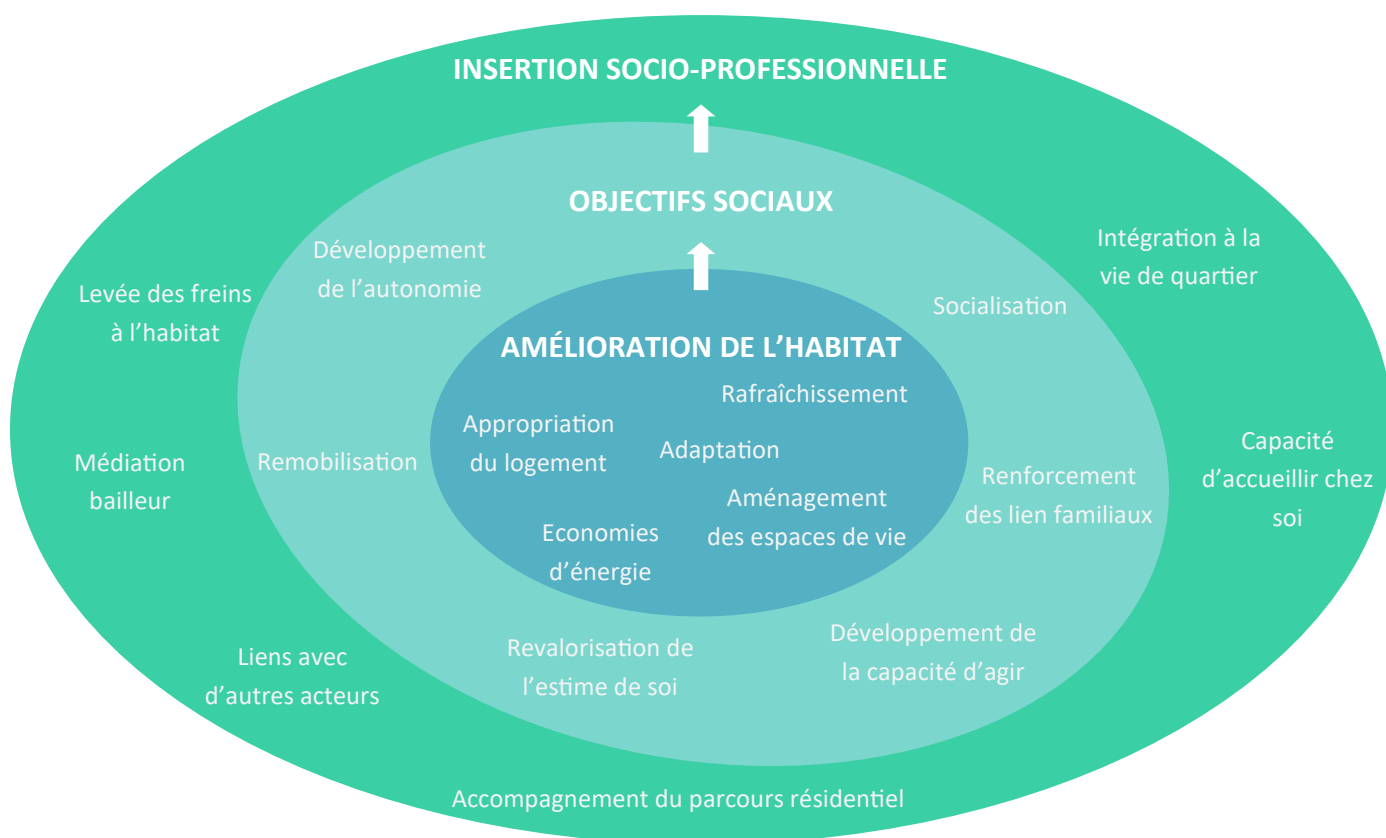 INSERTION SOCIO-PROFESSIONNELLE
OBJECTIFS SOCIAUX
Développement
de l'autonomie
Intégration à la
vie de quartier
Levée des freins
à l'habitat
Socialisation
AMÉLIORATION DE L'HABITAT
Rafraîchissement
Appropriation
du logement
Adaptation
Médiation
bailleur
Remobilisation
Capacité
d'accueillir chez
soi
Renforcement
des lien familiaux
Aménagement
des espaces de vie
Economies
d'énergie
Revalorisation de
l'estime de soi
Développement de
la capacité d'agir
Liens avec
d'autres acteurs
Accompagnement du parcours résidentiel